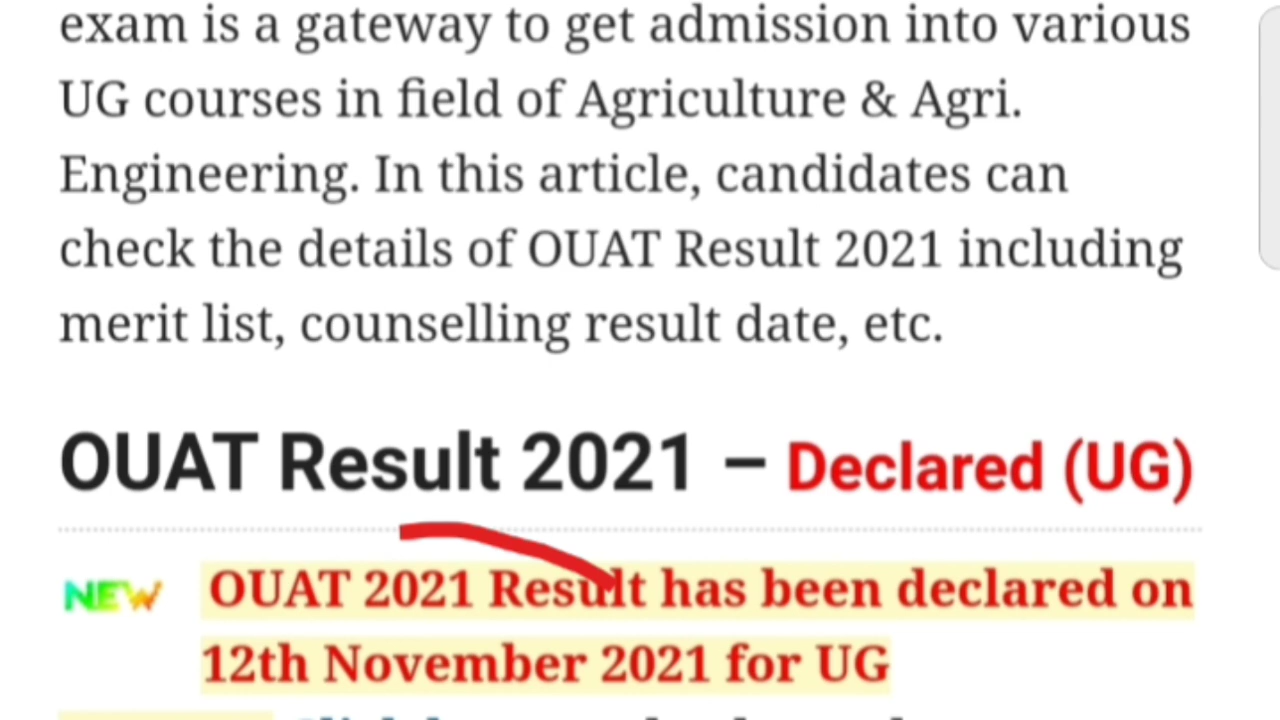 exam is a gateway to get admission into various
UG courses in field of Agriculture & Agri.
Engineering. In this article, candidates can
check the details of OUAT Result 2021 including
merit list, counselling result date, etc.
OUAT Result 2021 – Declared (UG)
NEW OUAT 2021 Result has been declared on
12th November 2021 for UG